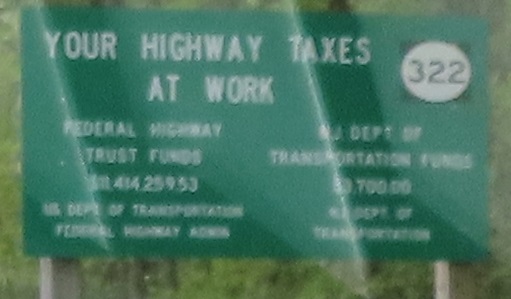 YOUR HIGHWAY TAXES
AT WORK
322
FEDERAL HIGHWAY
TRUST FUNDS
US DEPT OF TRANSPORTATION
FEDERAL HIGHWAY ADMIN
NJ DEPT OF
TRANSPORTATION FUNDS
NJ DEPT OF
TRANSPORTATION